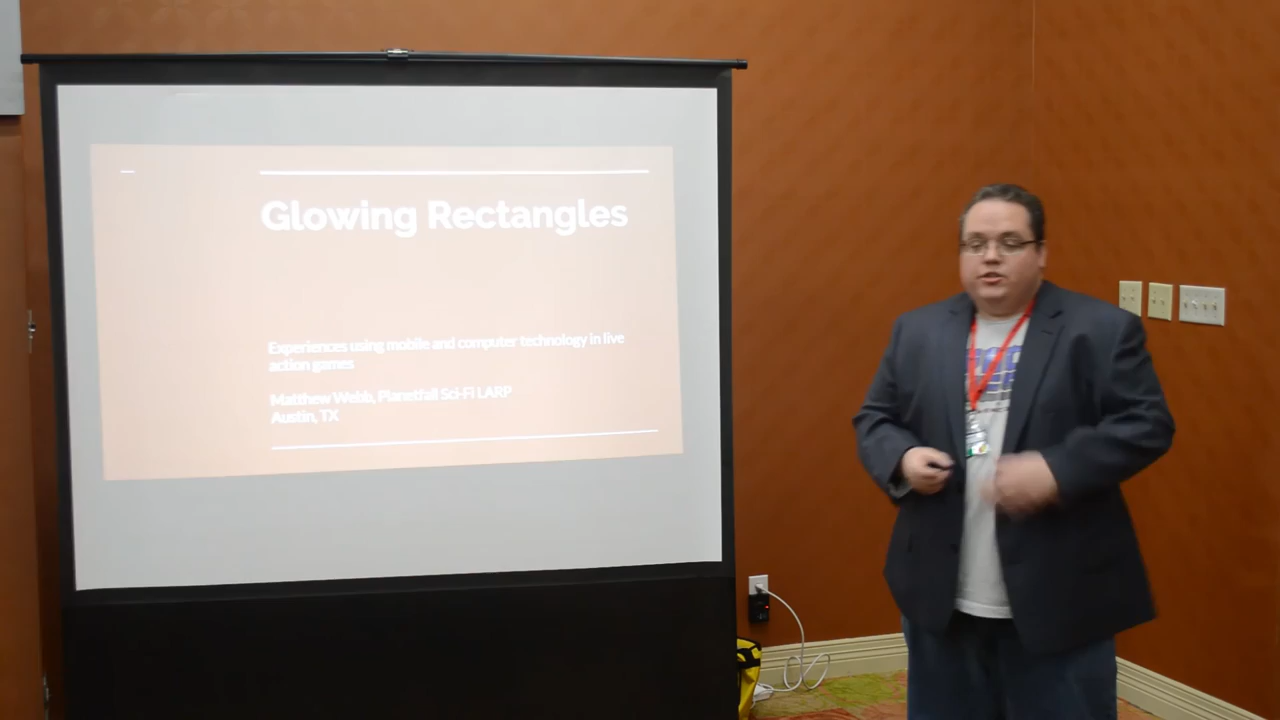 Glowing Rectangles
Experiences using mobile and computer technology in live
action games
Matthew Webb, Planetfall Sci-Fi LARP
Austin, TX